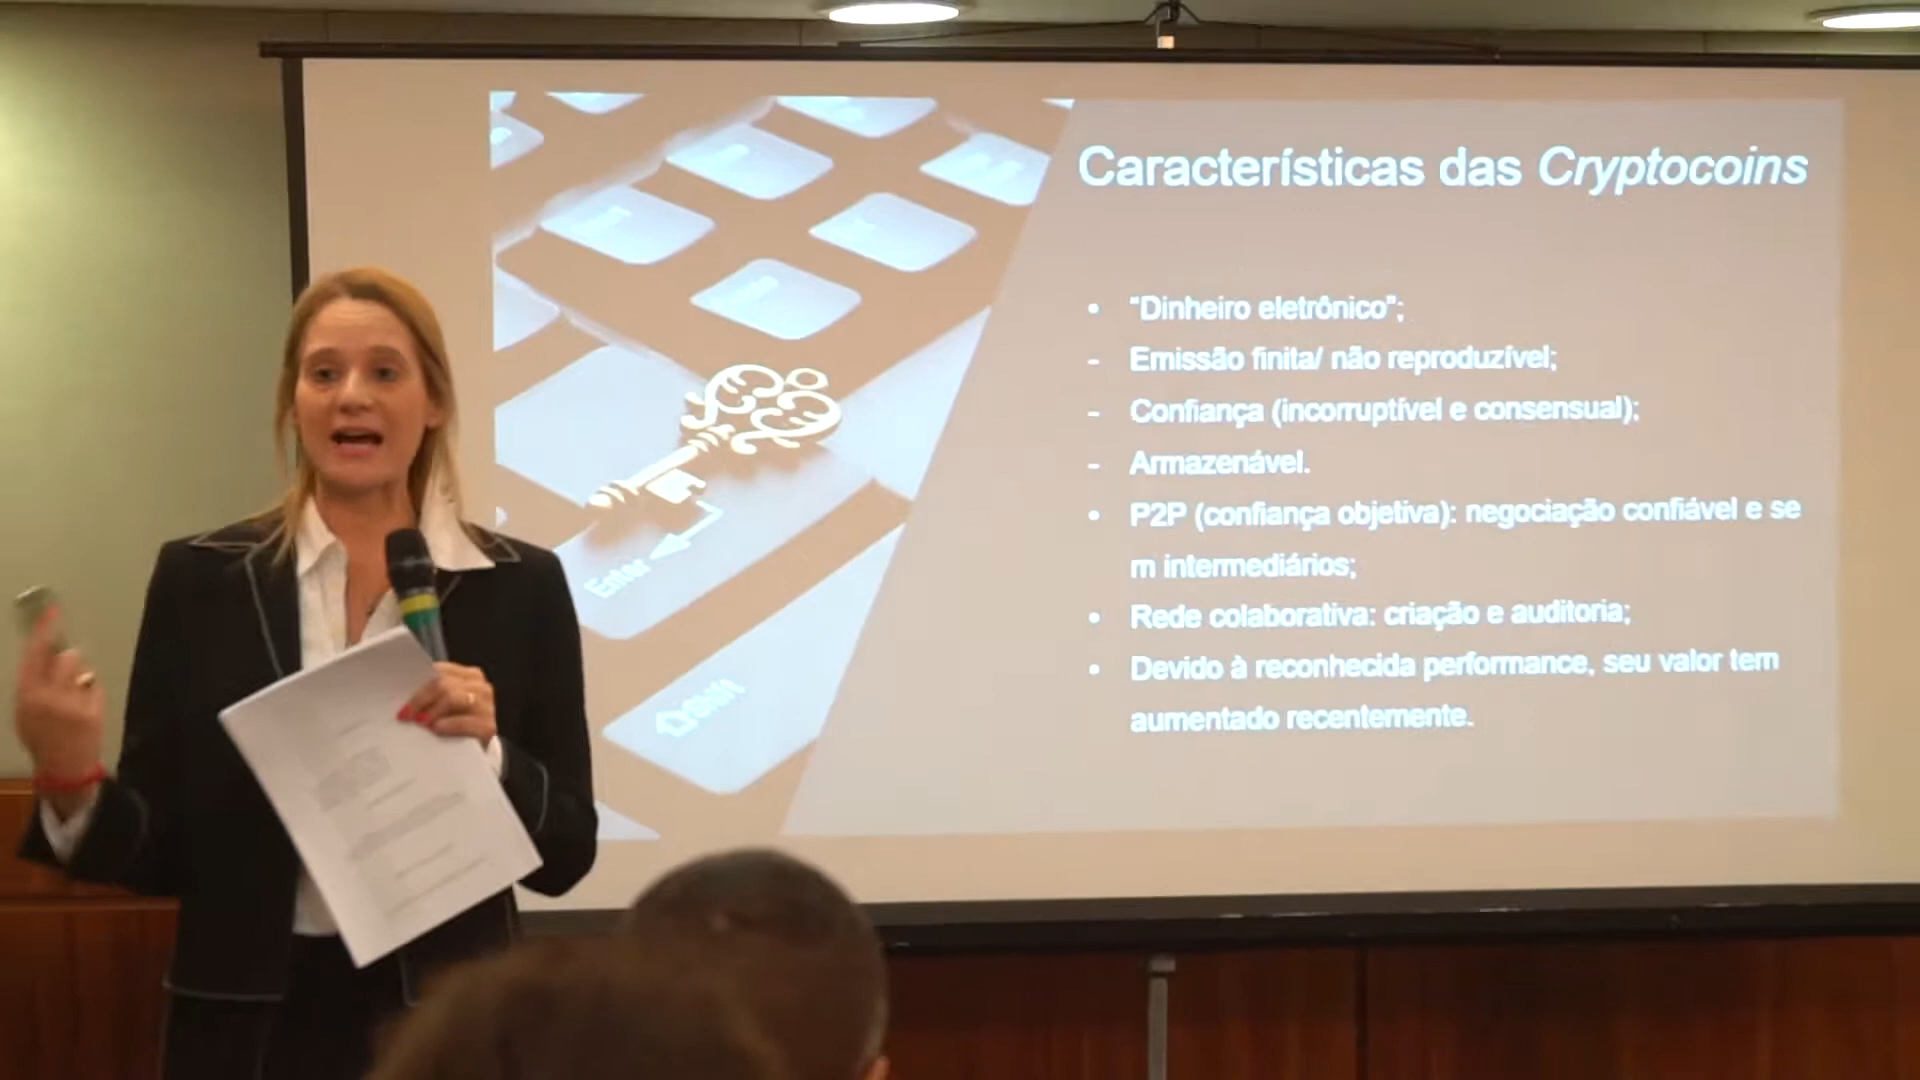 Características das Cryptocoins
• “Dinheiro eletrônico”;
- Emissão finita/ não reproduzível;
- Confiança (incorruptível e consensual);
- Armazenável.
• P2P (confiança objetiva): negociação confiável e se
m intermediários;
• Rede colaborativa: criação e auditoria;
• Devido à reconhecida performance, seu valor tem
aumentado recentemente.
Enter
Shift